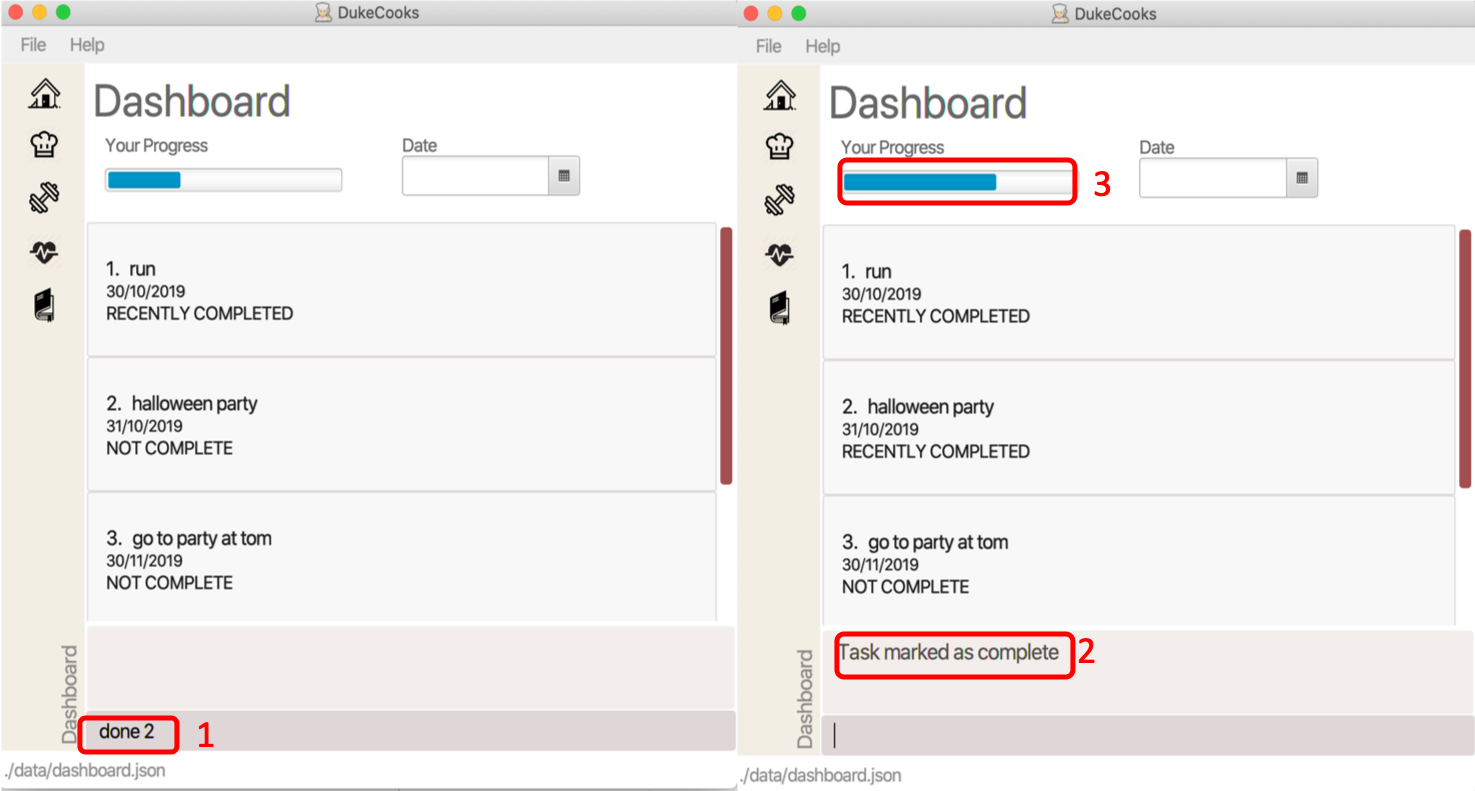 DukeCooks
File Help
Dashboard
Your Progress
Date
1. run
30/10/2019
RECENTLY COMPLETED
2. halloween party
31/10/2019
NOT COMPLETE
3. go to party at tom
30/11/2019
NOT COMPLETE
Dashboard
done 2
1
./data/dashboard.json
DukeCooks
File Help
Dashboard
Your Progress
Date
3
1. run
30/10/2019
RECENTLY COMPLETED
2. halloween party
31/10/2019
RECENTLY COMPLETED
3. go to party at tom
30/11/2019
NOT COMPLETE
Task marked as complete
2
Dashboard
./data/dashboard.json